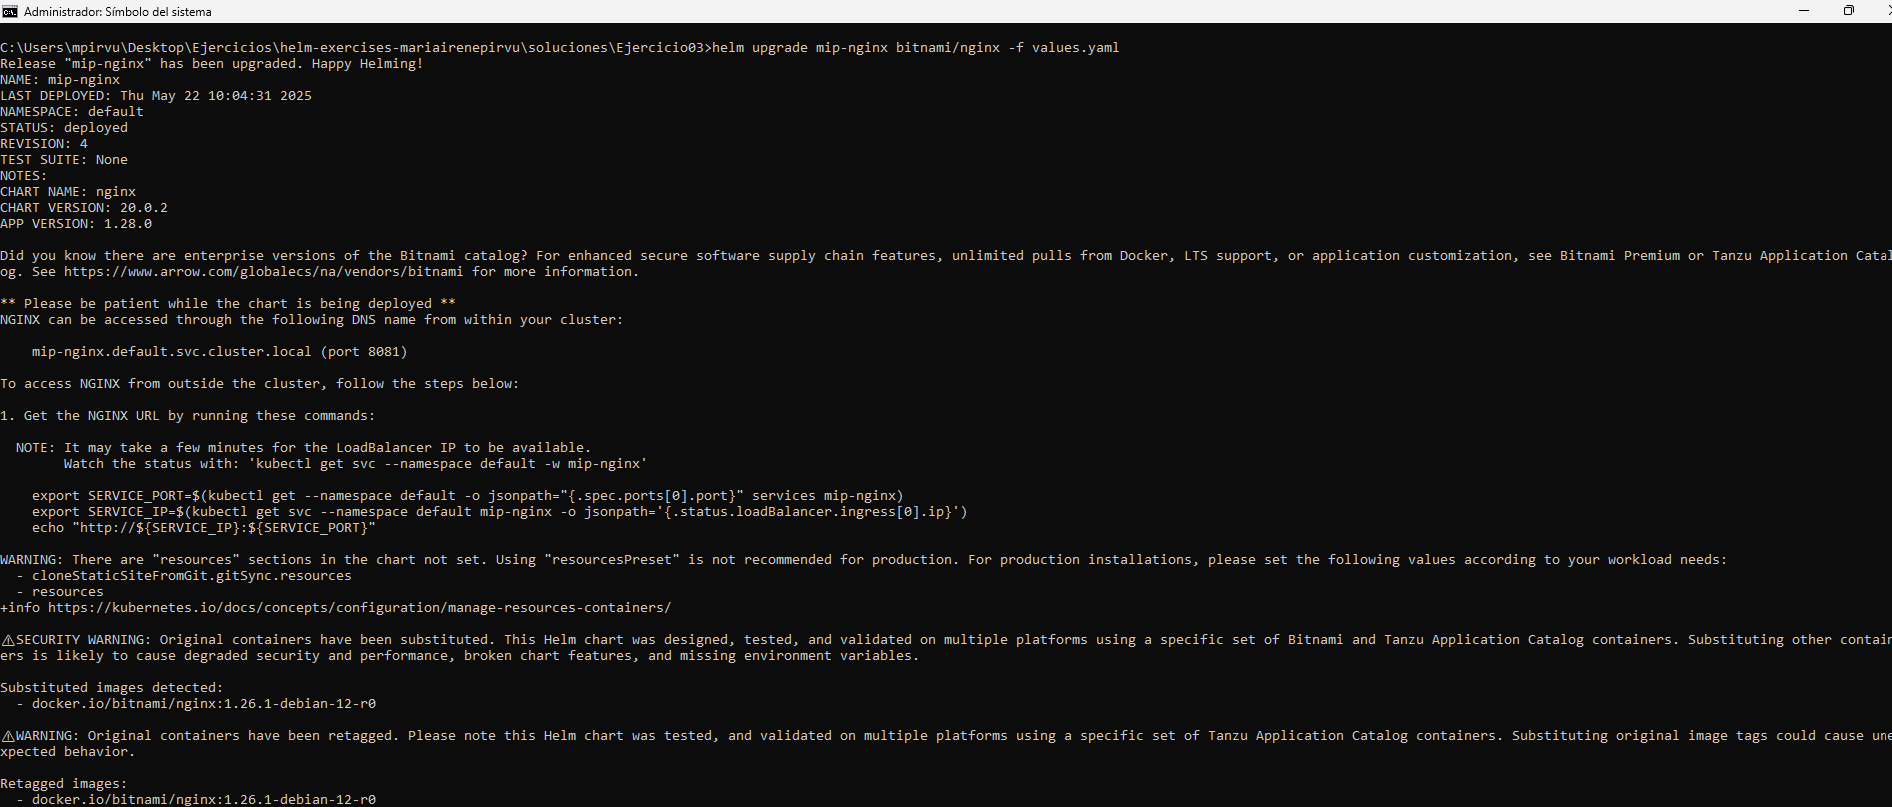 Administrador: Símbolo del sistema
C:\Users\mpirvu\Desktop\Ejercicios\helm-exercises-mariairenepirvu\soluciones\Ejercicio03>helm upgrade mip-nginx bitnami/nginx -f values.yaml
Release "mip-nginx" has been upgraded. Happy Helming!
NAME: mip-nginx
LAST DEPLOYED: Thu May 22 10:04:31 2025
NAMESPACE: default
STATUS: deployed
REVISION: 4
TEST SUITE: None
NOTES:
CHART NAME: nginx
CHART VERSION: 20.0.2
APP VERSION: 1.28.0
Did you know there are enterprise versions of the Bitnami catalog? For enhanced secure software supply chain features, unlimited pulls from Docker, LTS support, or application customization, see Bitnami Premium or Tanzu Application Catal
og. See https://www.arrow.com/globalecs/na/vendors/bitnami for more information.
** Please be patient while the chart is being deployed **
NGINX can be accessed through the following DNS name from within your cluster:
mip-nginx.default.svc.cluster.local (port 8081)
To access NGINX from outside the cluster, follow the steps below:
1. Get the NGINX URL by running these commands:
NOTE: It may take a few minutes for the LoadBalancer IP to be available.
Watch the status with: 'kubectl get svc --namespace default -w mip-nginx'
export SERVICE_PORT=$(kubectl get --namespace default -o jsonpath="{.spec.ports[0].port}" services mip-nginx)
export SERVICE_IP=$(kubectl get svc --namespace default mip-nginx -o jsonpath='{.status.loadBalancer.ingress[0].ip}')
echo "http://${SERVICE_IP}:${SERVICE_PORT}"
WARNING: There are "resources" sections in the chart not set. Using "resourcesPreset" is not recommended for production. For production installations, please set the following values according to your workload needs:
- cloneStaticSiteFromGit.gitSync.resources
- resources
+info https://kubernetes.io/docs/concepts/configuration/manage-resources-containers/
⚠SECURITY WARNING: Original containers have been substituted. This Helm chart was designed, tested, and validated on multiple platforms using a specific set of Bitnami and Tanzu Application Catalog containers. Substituting other contain
ers is likely to cause degraded security and performance, broken chart features, and missing environment variables.
Substituted images detected:
- docker.io/bitnami/nginx:1.26.1-debian-12-r0
⚠WARNING: Original containers have been retagged. Please note this Helm chart was tested, and validated on multiple platforms using a specific set of Tanzu Application Catalog containers. Substituting original image tags could cause une
xpected behavior.
Retagged images:
- docker.io/bitnami/nginx:1.26.1-debian-12-r0